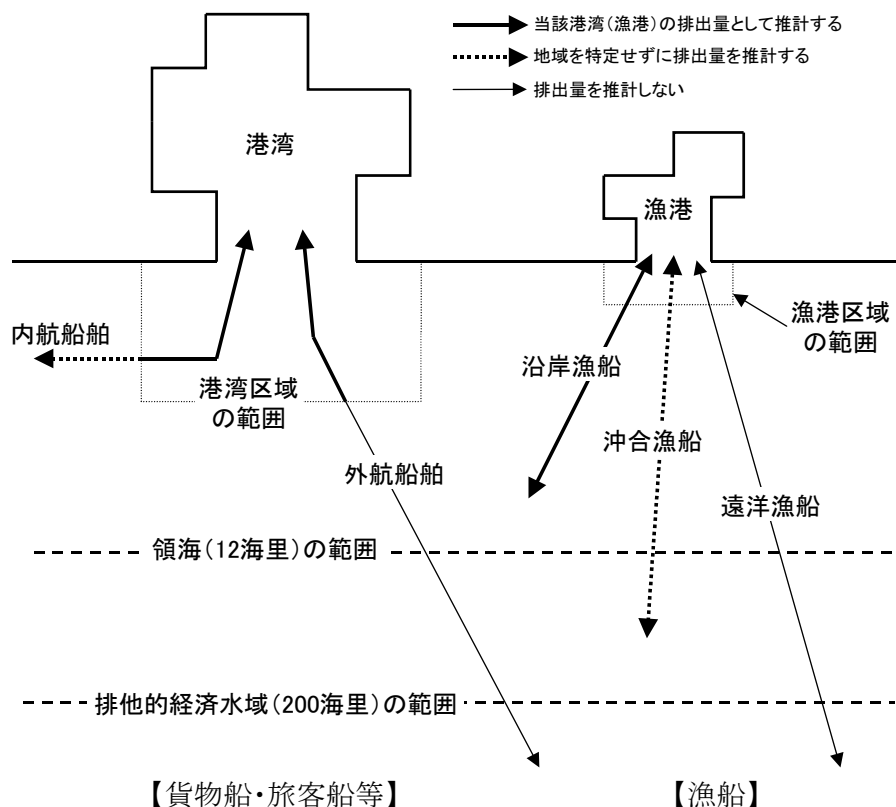 当該港湾(漁港)の排出量として推計する
地域を特定せずに排出量を推計する
排出量を推計しない
港湾
漁港
内航船舶
港湾区域
の範囲
漁港区域
の範囲
沿岸漁船
沖合漁船
外航船舶
遠洋漁船
領海(12海里)の範囲
排他的経済水域(200海里)の範囲
【貨物船・旅客船等】
【漁船】